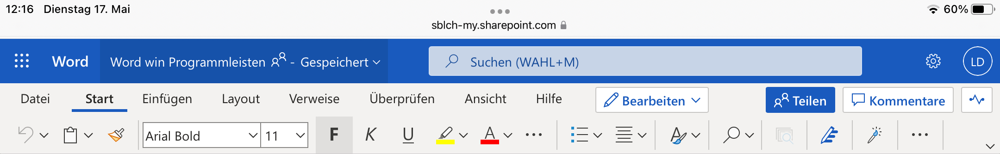 12:16 Dienstag 17. Mai 60%
sblch-my.sharepoint.com
Word Word win Programmleisten - Gespeichert Suchen (WAHL+M) LD
Datei Start Einfügen Layout Verweise Überprüfen Ansicht Hilfe Bearbeiten Teilen Kommentare
Arial Bold 11 F K U A A